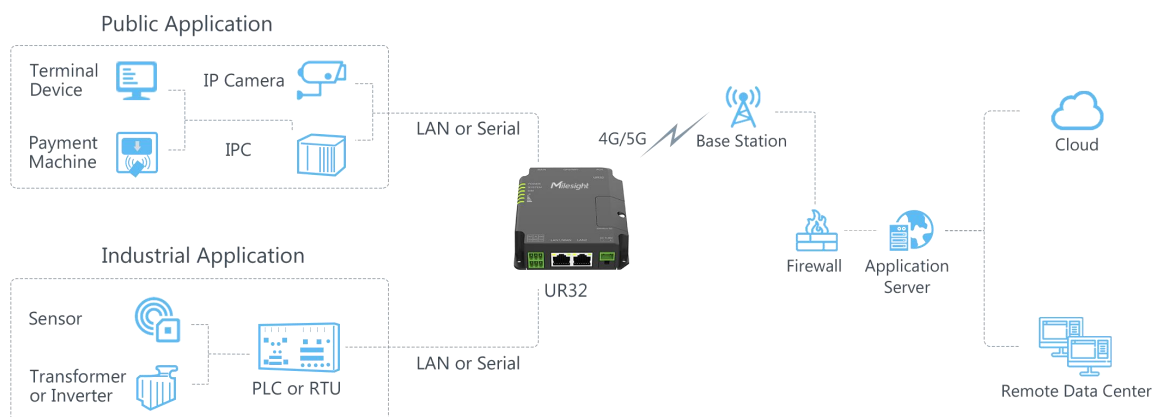 Public Application
Terminal
Device
IP Camera
Payment
Machine
IPC
LAN or Serial
Industrial Application
Sensor
Transformer
or Inverter
PLC or RTU
LAN or Serial
Milesight
UR32
4G/5G
Base Station
Firewall
Application
Server
Cloud
Remote Data Center